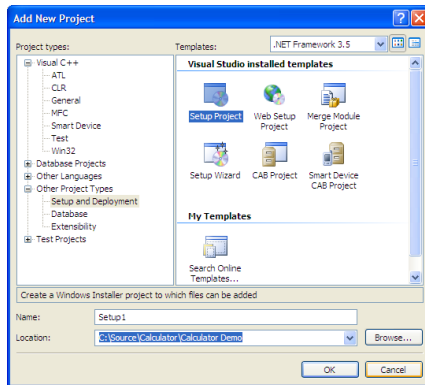 Add New Project
Project types:
Templates:
.NET Framework 3.5
Visual C++
ATL
CLR
General
MFC
Smart Device
Test
Win32
Database Projects
Other Languages
Other Project Types
Setup and Deployment
Database
Extensibility
Test Projects
Visual Studio installed templates
Setup Project
Web Setup
Project
Merge Module
Project
Setup Wizard
CAB Project
Smart Device
CAB Project
My Templates
Search Online
Templates...
Create a Windows Installer project to which files can be added
Name:
Setup1
Location:
C:\Source\Calculator\Calculator Demo
Browse...
OK
Cancel